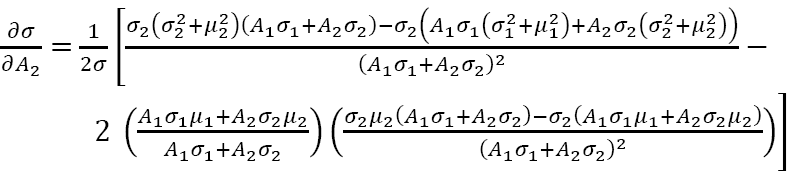 ∂σ/∂A₂ = 1/2σ [ σ₂(σ₂²+μ₂²)(A₁σ₁+A₂σ₂)−σ₂(A₁σ₁(σ₁²+μ₁²)+A₂σ₂(σ₂²+μ₂²)) / (A₁σ₁+A₂σ₂)² −
2 ( A₁σ₁μ₁+A₂σ₂μ₂ / A₁σ₁+A₂σ₂ ) ( σ₂μ₂(A₁σ₁+A₂σ₂)−σ₂(A₁σ₁μ₁+A₂σ₂μ₂) / (A₁σ₁+A₂σ₂)² ) ]